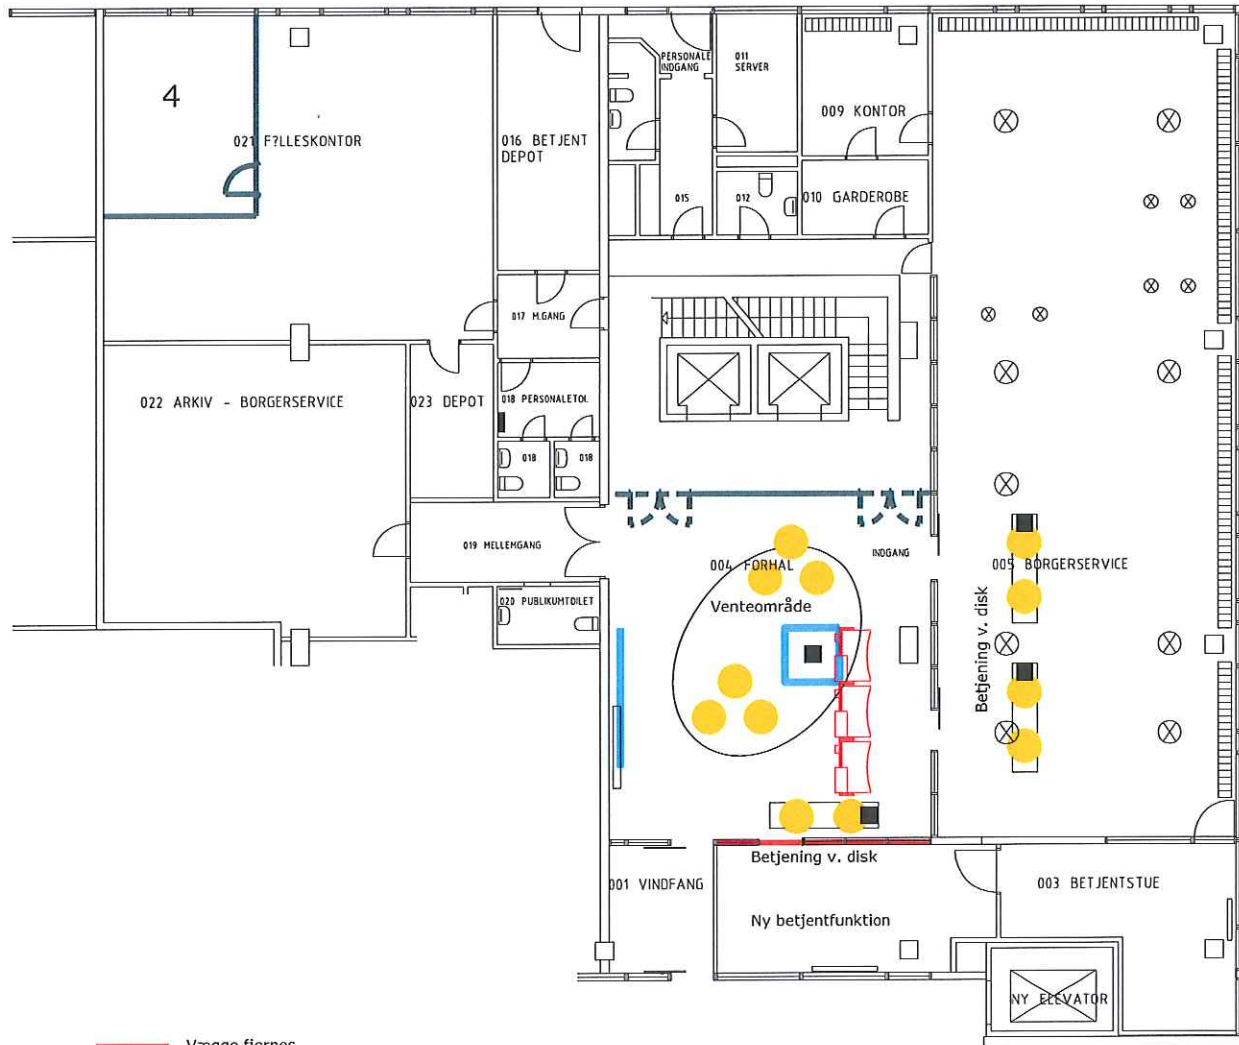 4
021 F?LLESKONTOR
016 BETJENT
DEPOT
PERSONALE
INDGANG
011
SERVER
009 KONTOR
015
012
010 GARDEROBE
017 M.GANG
022 ARKIV - BORGERSERVICE
023 DEPOT
018 PERSONALETOI.
018
018
019 MELLEMGANG
020 PUBLIKUMTOILET
004 FORHAL
INDGANG
Venteområde
005 BORGERSERVICE
Betjening v. disk
Betjening v. disk
001 VINDFANG
003 BETJENTSTUE
Ny betjentfunktion
NY ELEVATOR
Vægge fjernes